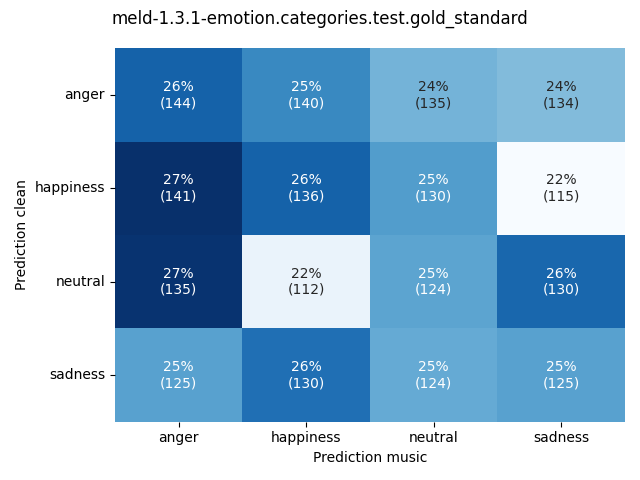 meld-1.3.1-emotion.categories.test.gold_standard
Prediction clean
anger
26%
(144)
25%
(140)
24%
(135)
24%
(134)
happiness
27%
(141)
26%
(136)
25%
(130)
22%
(115)
neutral
27%
(135)
22%
(112)
25%
(124)
26%
(130)
sadness
25%
(125)
26%
(130)
25%
(124)
25%
(125)
anger
happiness
neutral
sadness
Prediction music